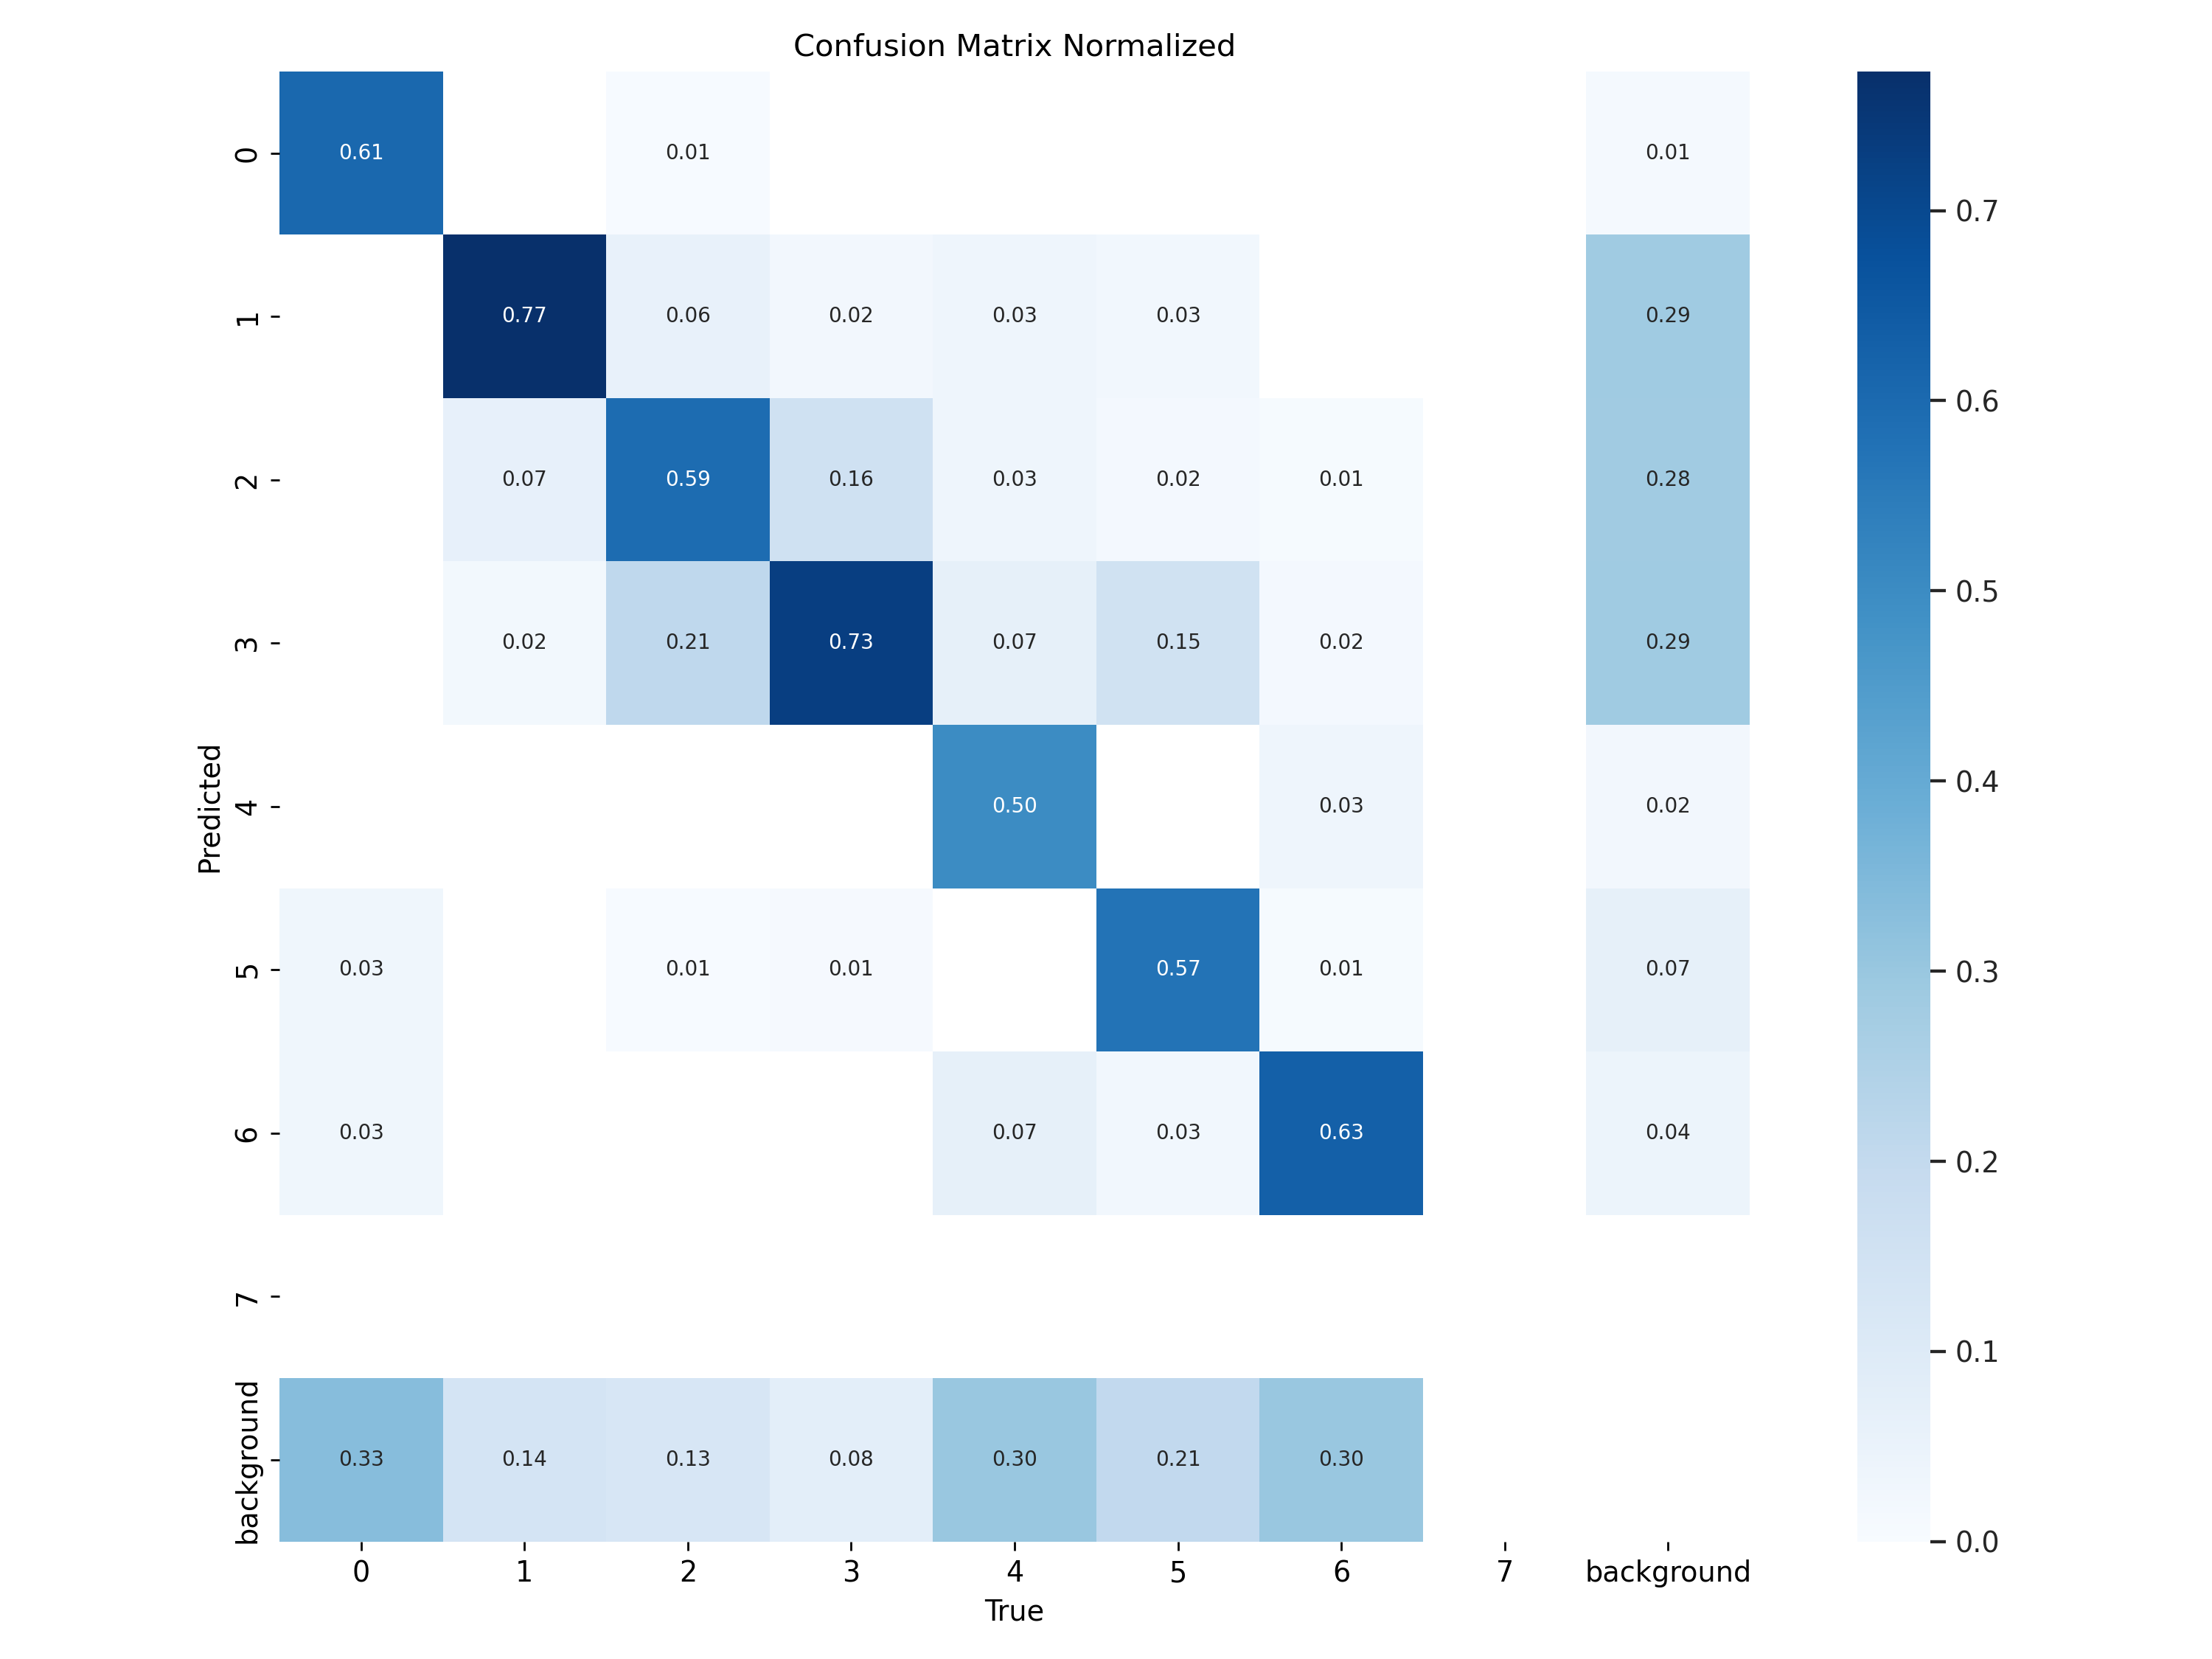 Confusion Matrix Normalized
0 0.61 0.01 0.01
1 0.77 0.06 0.02 0.03 0.03 0.29
2 0.07 0.59 0.16 0.03 0.02 0.01 0.28
3 0.02 0.21 0.73 0.07 0.15 0.02 0.29
4 0.50 0.03 0.02
5 0.03 0.01 0.01 0.57 0.01 0.07
6 0.03 0.07 0.03 0.63 0.04
7
background 0.33 0.14 0.13 0.08 0.30 0.21 0.30
0 1 2 3 4 5 6 7 background
True
Predicted
0.7
0.6
0.5
0.4
0.3
0.2
0.1
0.0